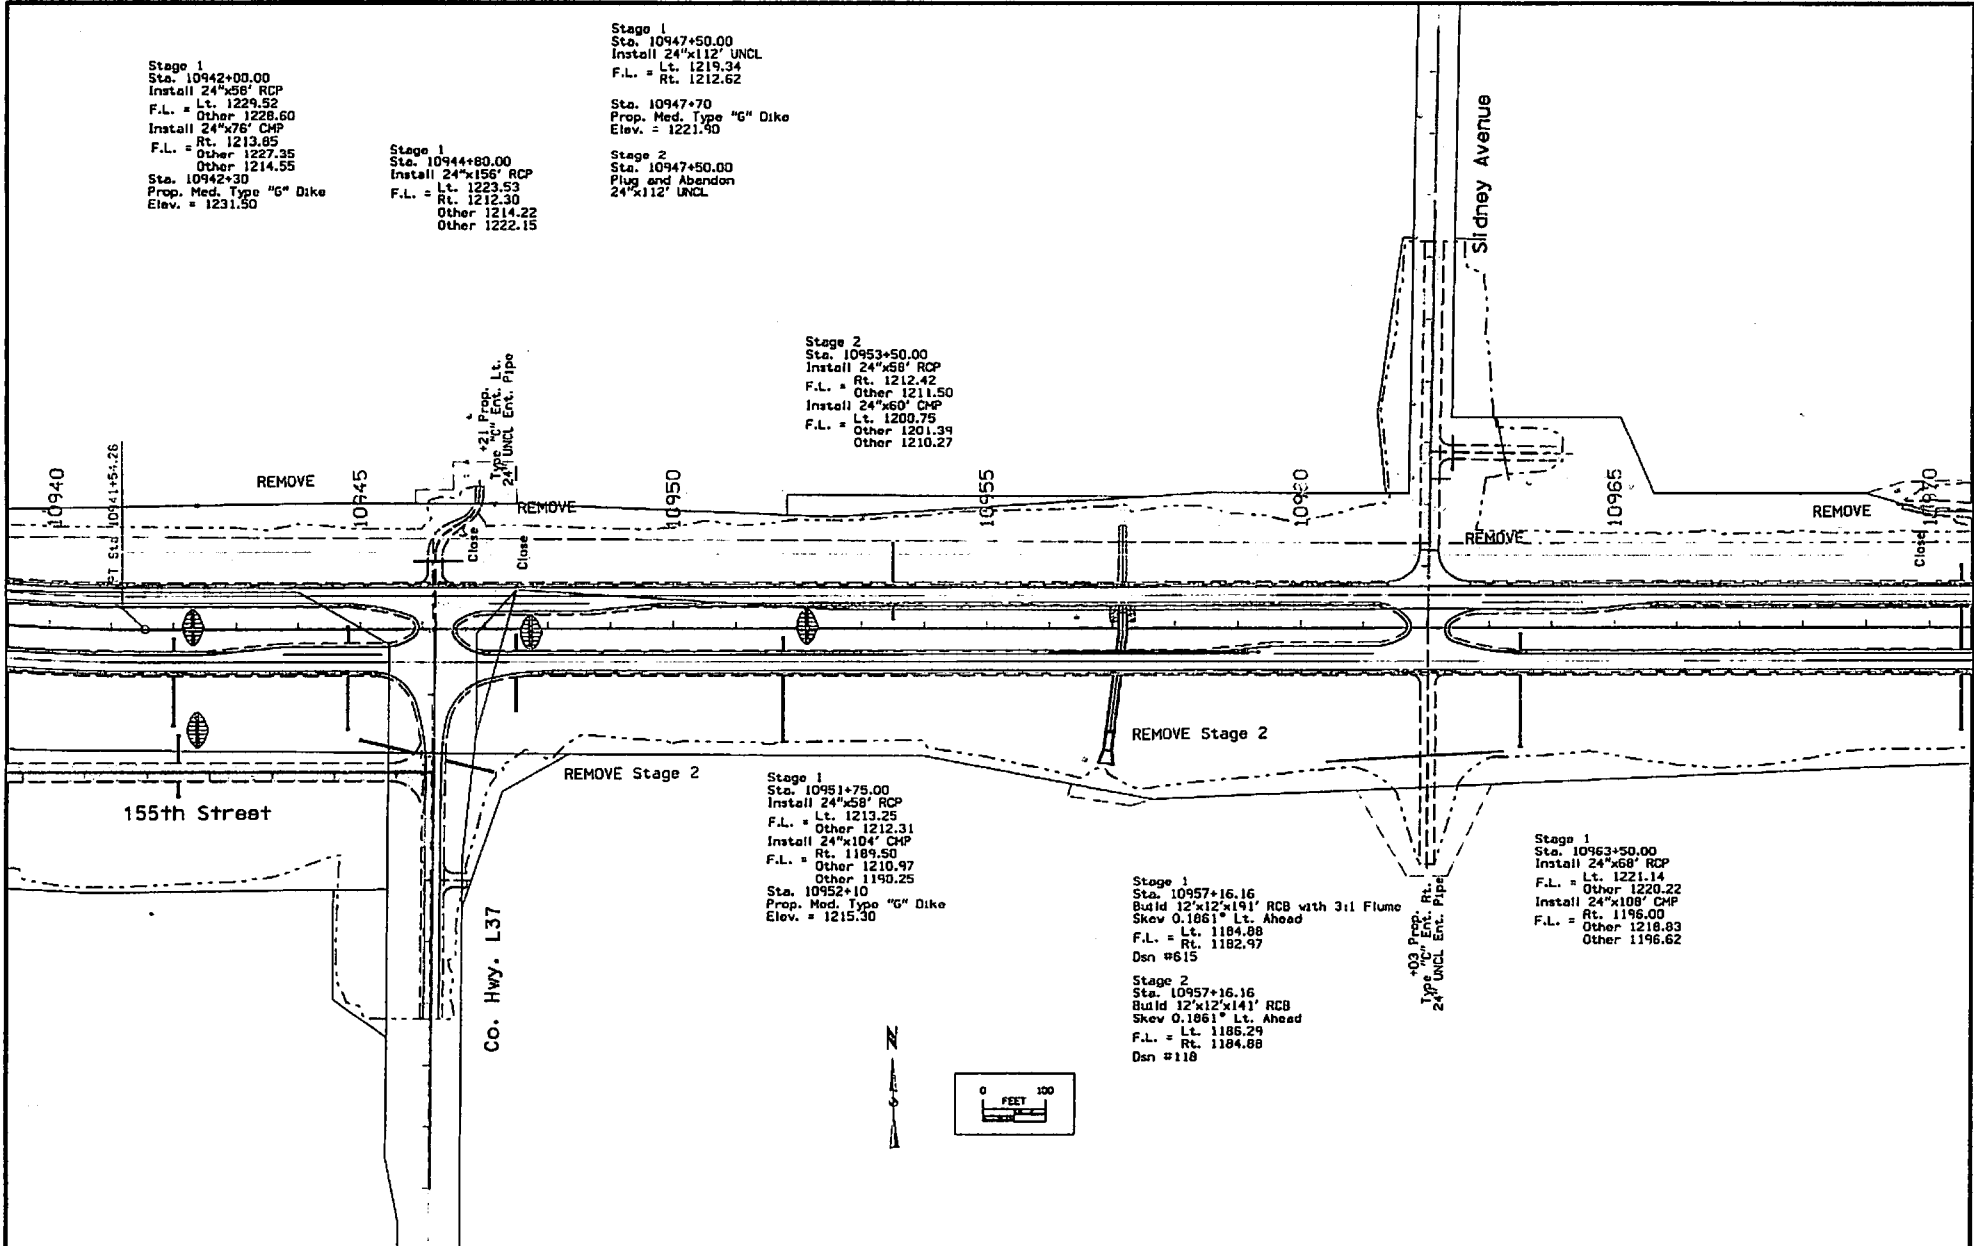 Stage 1
Sta. 10942+00.00
Install 24"x58' RCP
F.L. = Lt. 1229.52
Other 1228.60
Install 24"x76' CMP
F.L. = Rt. 1213.85
Other 1227.35
Other 1214.55
Sta. 10942+30
Prop. Med. Type "G" Dike
Elev. = 1231.50
Stage 1
Sta. 10944+80.00
Install 24"x156' RCP
F.L. = Lt. 1223.53
Rt. 1212.30
Other 1214.22
Other 1222.15
Stage 1
Sta. 10947+50.00
Install 24"x112' UNCL
F.L. = Lt. 1219.34
Rt. 1212.62
Sta. 10947+70
Prop. Med. Type "G" Dike
Elev. = 1221.90
Stage 2
Sta. 10947+50.00
Plug and Abandon
24"x112' UNCL
Sidney Avenue
Stage 2
Sta. 10953+50.00
Install 24"x58' RCP
F.L. = Rt. 1212.42
Other 1211.50
Install 24"x60' CMP
F.L. = Lt. 1200.75
Other 1201.39
Other 1210.27
+21 Prop.
Type "C" Ent. Lt.
24" UNCL Ent. Pipe
10940
Sta. 10941+54.26
REMOVE
10945
REMOVE
Close
Close
10950
10955
10960
REMOVE
10965
REMOVE
Close
10970
155th Street
REMOVE Stage 2
REMOVE Stage 2
Co. Hwy. L37
Stage 1
Sta. 10951+75.00
Install 24"x58' RCP
F.L. = Lt. 1213.25
Other 1212.31
Install 24"x104' CMP
F.L. = Rt. 1189.50
Other 1210.97
Other 1190.25
Sta. 10952+10
Prop. Med. Type "G" Dike
Elev. = 1215.30
Stage 1
Sta. 10957+16.16
Build 12'x12'x191' RCB with 3:1 Flume
Skew 0.1861° Lt. Ahead
F.L. = Lt. 1184.88
Rt. 1182.97
Dsn #615
Stage 2
Sta. 10957+16.16
Build 12'x12'x141' RCB
Skew 0.1861° Lt. Ahead
F.L. = Lt. 1186.29
Rt. 1184.88
Dsn #118
+03 Prop.
Type "C" Ent. Rt.
24" UNCL Ent. Pipe
Stage 1
Sta. 10963+50.00
Install 24"x68' RCP
F.L. = Lt. 1221.14
Other 1220.22
Install 24"x108' CMP
F.L. = Rt. 1196.00
Other 1218.83
Other 1196.62
N
0 100
FEET